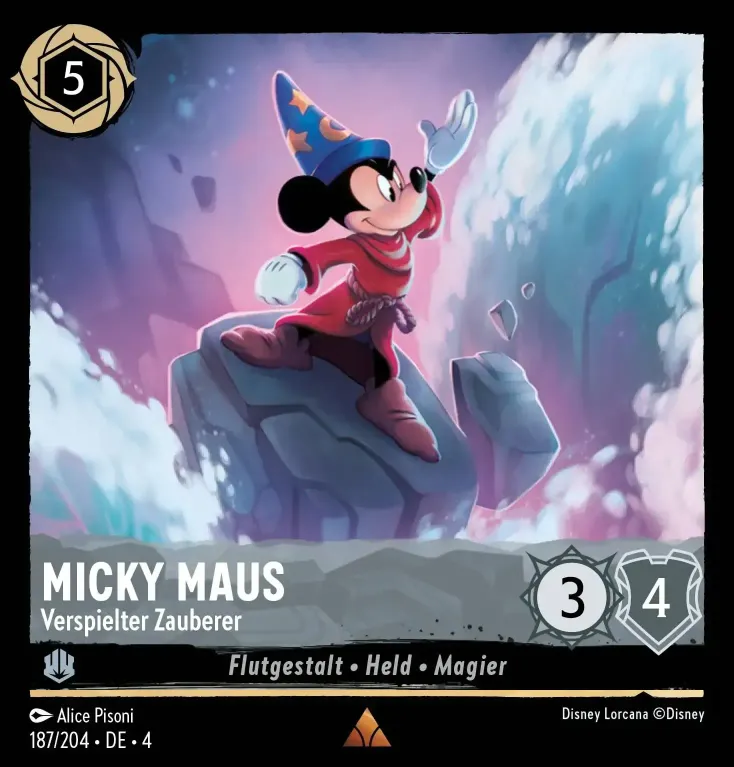 5
MICKY MAUS
Verspielter Zauberer
3
4
Flutgestalt • Held • Magier
Alice Pisoni
Disney Lorcana ©Disney
187/204 • DE • 4